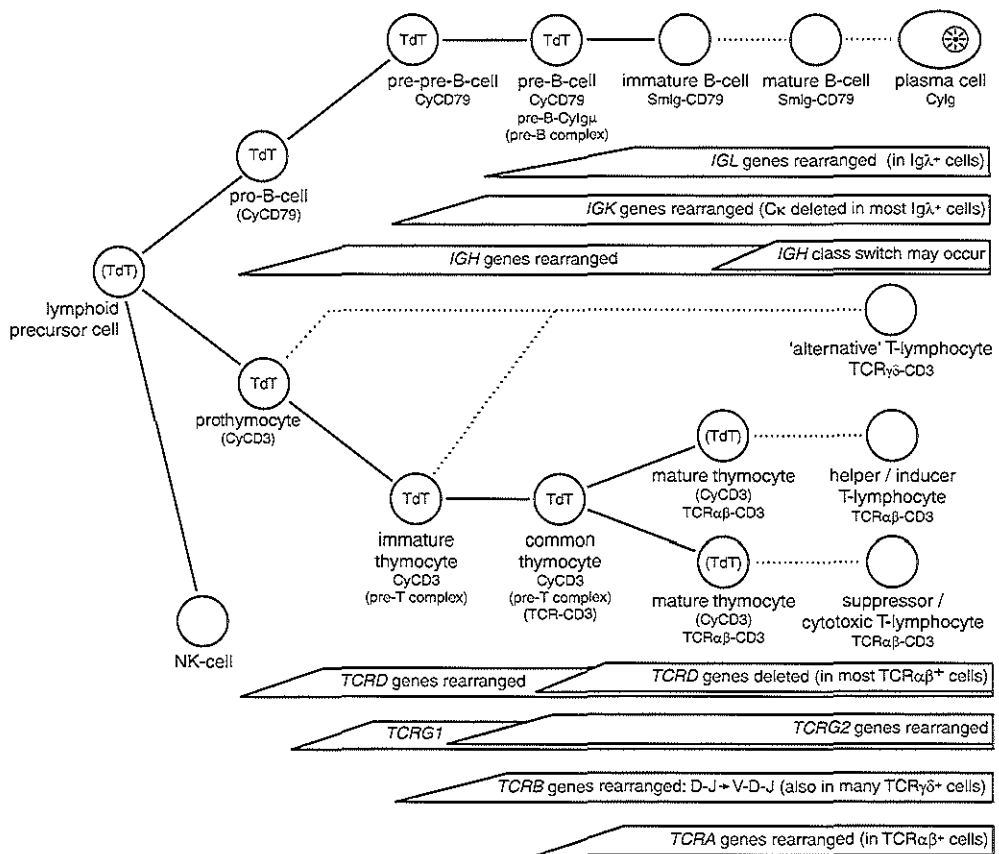 TdT
TdT
pre-pre-B-cell
CyCD79
pre-B-cell
CyCD79
pre-B-CyIgμ
(pre-B complex)
immature B-cell
SmIg-CD79
mature B-cell
SmIg-CD79
plasma cell
CyIg
TdT
pro-B-cell
(CyCD79)
IGL genes rearranged (in Igλ+ cells)
IGK genes rearranged (Cκ deleted in most Igλ+ cells)
IGH genes rearranged
IGH class switch may occur
(TdT)
lymphoid
precursor cell
'alternative' T-lymphocyte
TCRγδ-CD3
TdT
prothymocyte
(CyCD3)
(TdT)
mature thymocyte
(CyCD3)
TCRαβ-CD3
helper / inducer
T-lymphocyte
TCRαβ-CD3
TdT
immature
thymocyte
CyCD3
(pre-T complex)
TdT
common
thymocyte
CyCD3
(pre-T complex)
(TCR-CD3)
(TdT)
mature thymocyte
(CyCD3)
TCRαβ-CD3
suppressor /
cytotoxic T-lymphocyte
TCRαβ-CD3
NK-cell
TCRD genes rearranged
TCRD genes deleted (in most TCRαβ+ cells)
TCRG1
TCRG2 genes rearranged
TCRB genes rearranged: D-J→V-D-J (also in many TCRγδ+ cells)
TCRA genes rearranged (in TCRαβ+ cells)